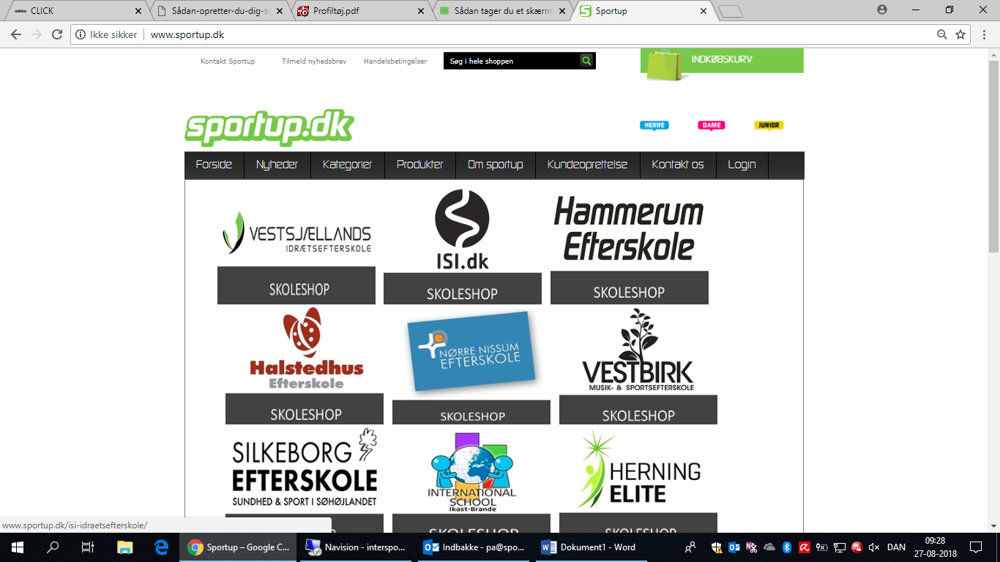 CLICK
Sådan-opretter-du-dig-sc
Profiltøj.pdf
Sådan tager du et skærm
Sportup
Ikke sikker
www.sportup.dk
Kontakt Sportup
Tilmeld nyhedsbrev
Handelsbetingelser
Søg i hele shoppen
INDKØBSKURV
sportup.dk
HERRE
DAME
JUNIOR
Forside
Nyheder
Kategorier
Produkter
Om sportup
Kundeoprettelse
Kontakt os
Login
VESTSJÆLLANDS
IDRÆTSEFTERSKOLE
SKOLESHOP
ISI.dk
SKOLESHOP
Hammerum
Efterskole
SKOLESHOP
Halstedhus
Efterskole
SKOLESHOP
NØRRE NISSUM
EFTERSKOLE
SKOLESHOP
VESTBIRK
MUSIK- & SPORTSEFTERSKOLE
SKOLESHOP
SILKEBORG
EFTERSKOLE
SUNDHED & SPORT I SØHØJLANDET
SKOLESHOP
INTERNATIONAL
SCHOOL
Ikast-Brande
SKOLESHOP
HERNING
ELITE
SKOLESHOP
www.sportup.dk/isi-idraetsefterskole/
Sportup – Google C...
Navision - interspo...
Indbakke - pa@spo...
Dokument1 - Word
DAN
09:28
27-08-2018